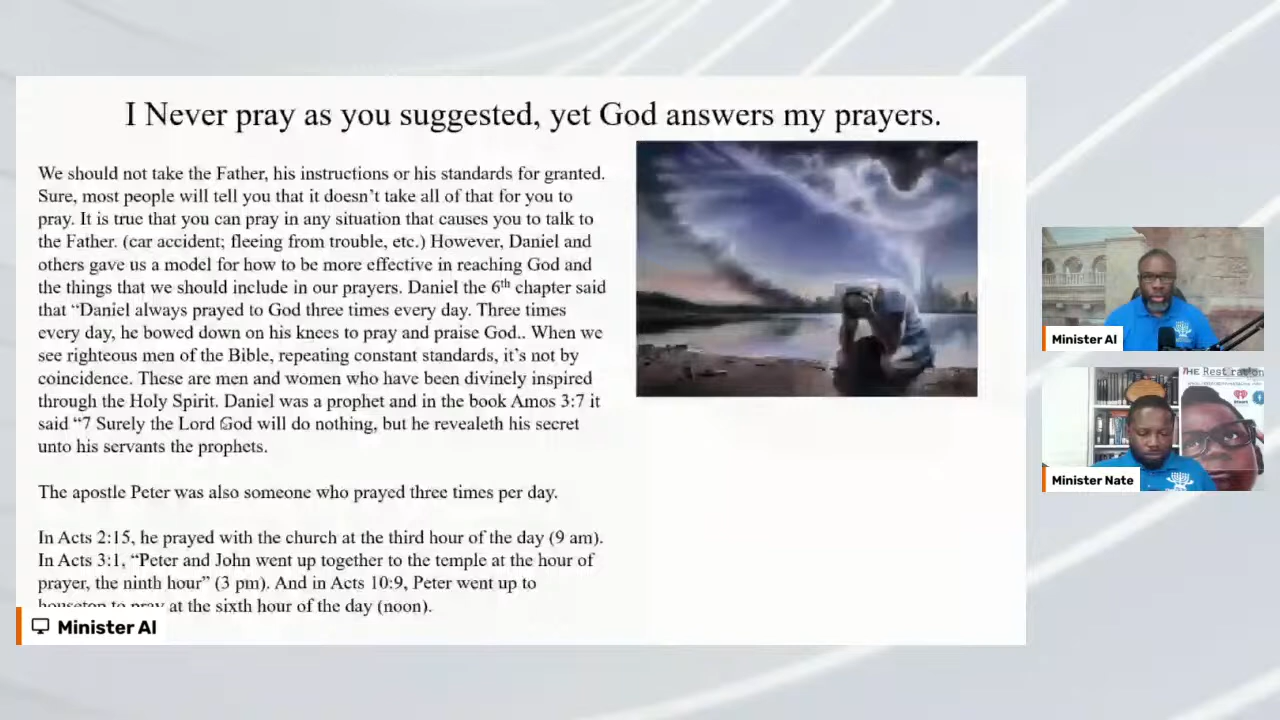 I Never pray as you suggested, yet God answers my prayers.
We should not take the Father, his instructions or his standards for granted.
Sure, most people will tell you that it doesn't take all of that for you to
pray. It is true that you can pray in any situation that causes you to talk to
the Father. (car accident; fleeing from trouble, etc.) However, Daniel and
others gave us a model for how to be more effective in reaching God and
the things that we should include in our prayers. Daniel the 6th chapter said
that “Daniel always prayed to God three times every day. Three times
every day, he bowed down on his knees to pray and praise God.. When we
see righteous men of the Bible, repeating constant standards, it's not by
coincidence. These are men and women who have been divinely inspired
through the Holy Spirit. Daniel was a prophet and in the book Amos 3:7 it
said “7 Surely the Lord God will do nothing, but he revealeth his secret
unto his servants the prophets.
The apostle Peter was also someone who prayed three times per day.
In Acts 2:15, he prayed with the church at the third hour of the day (9 am).
In Acts 3:1, “Peter and John went up together to the temple at the hour of
prayer, the ninth hour” (3 pm). And in Acts 10:9, Peter went up to
housetop to pray at the sixth hour of the day (noon).
Minister Al
Minister Al
THE Restoration
Minister Nate